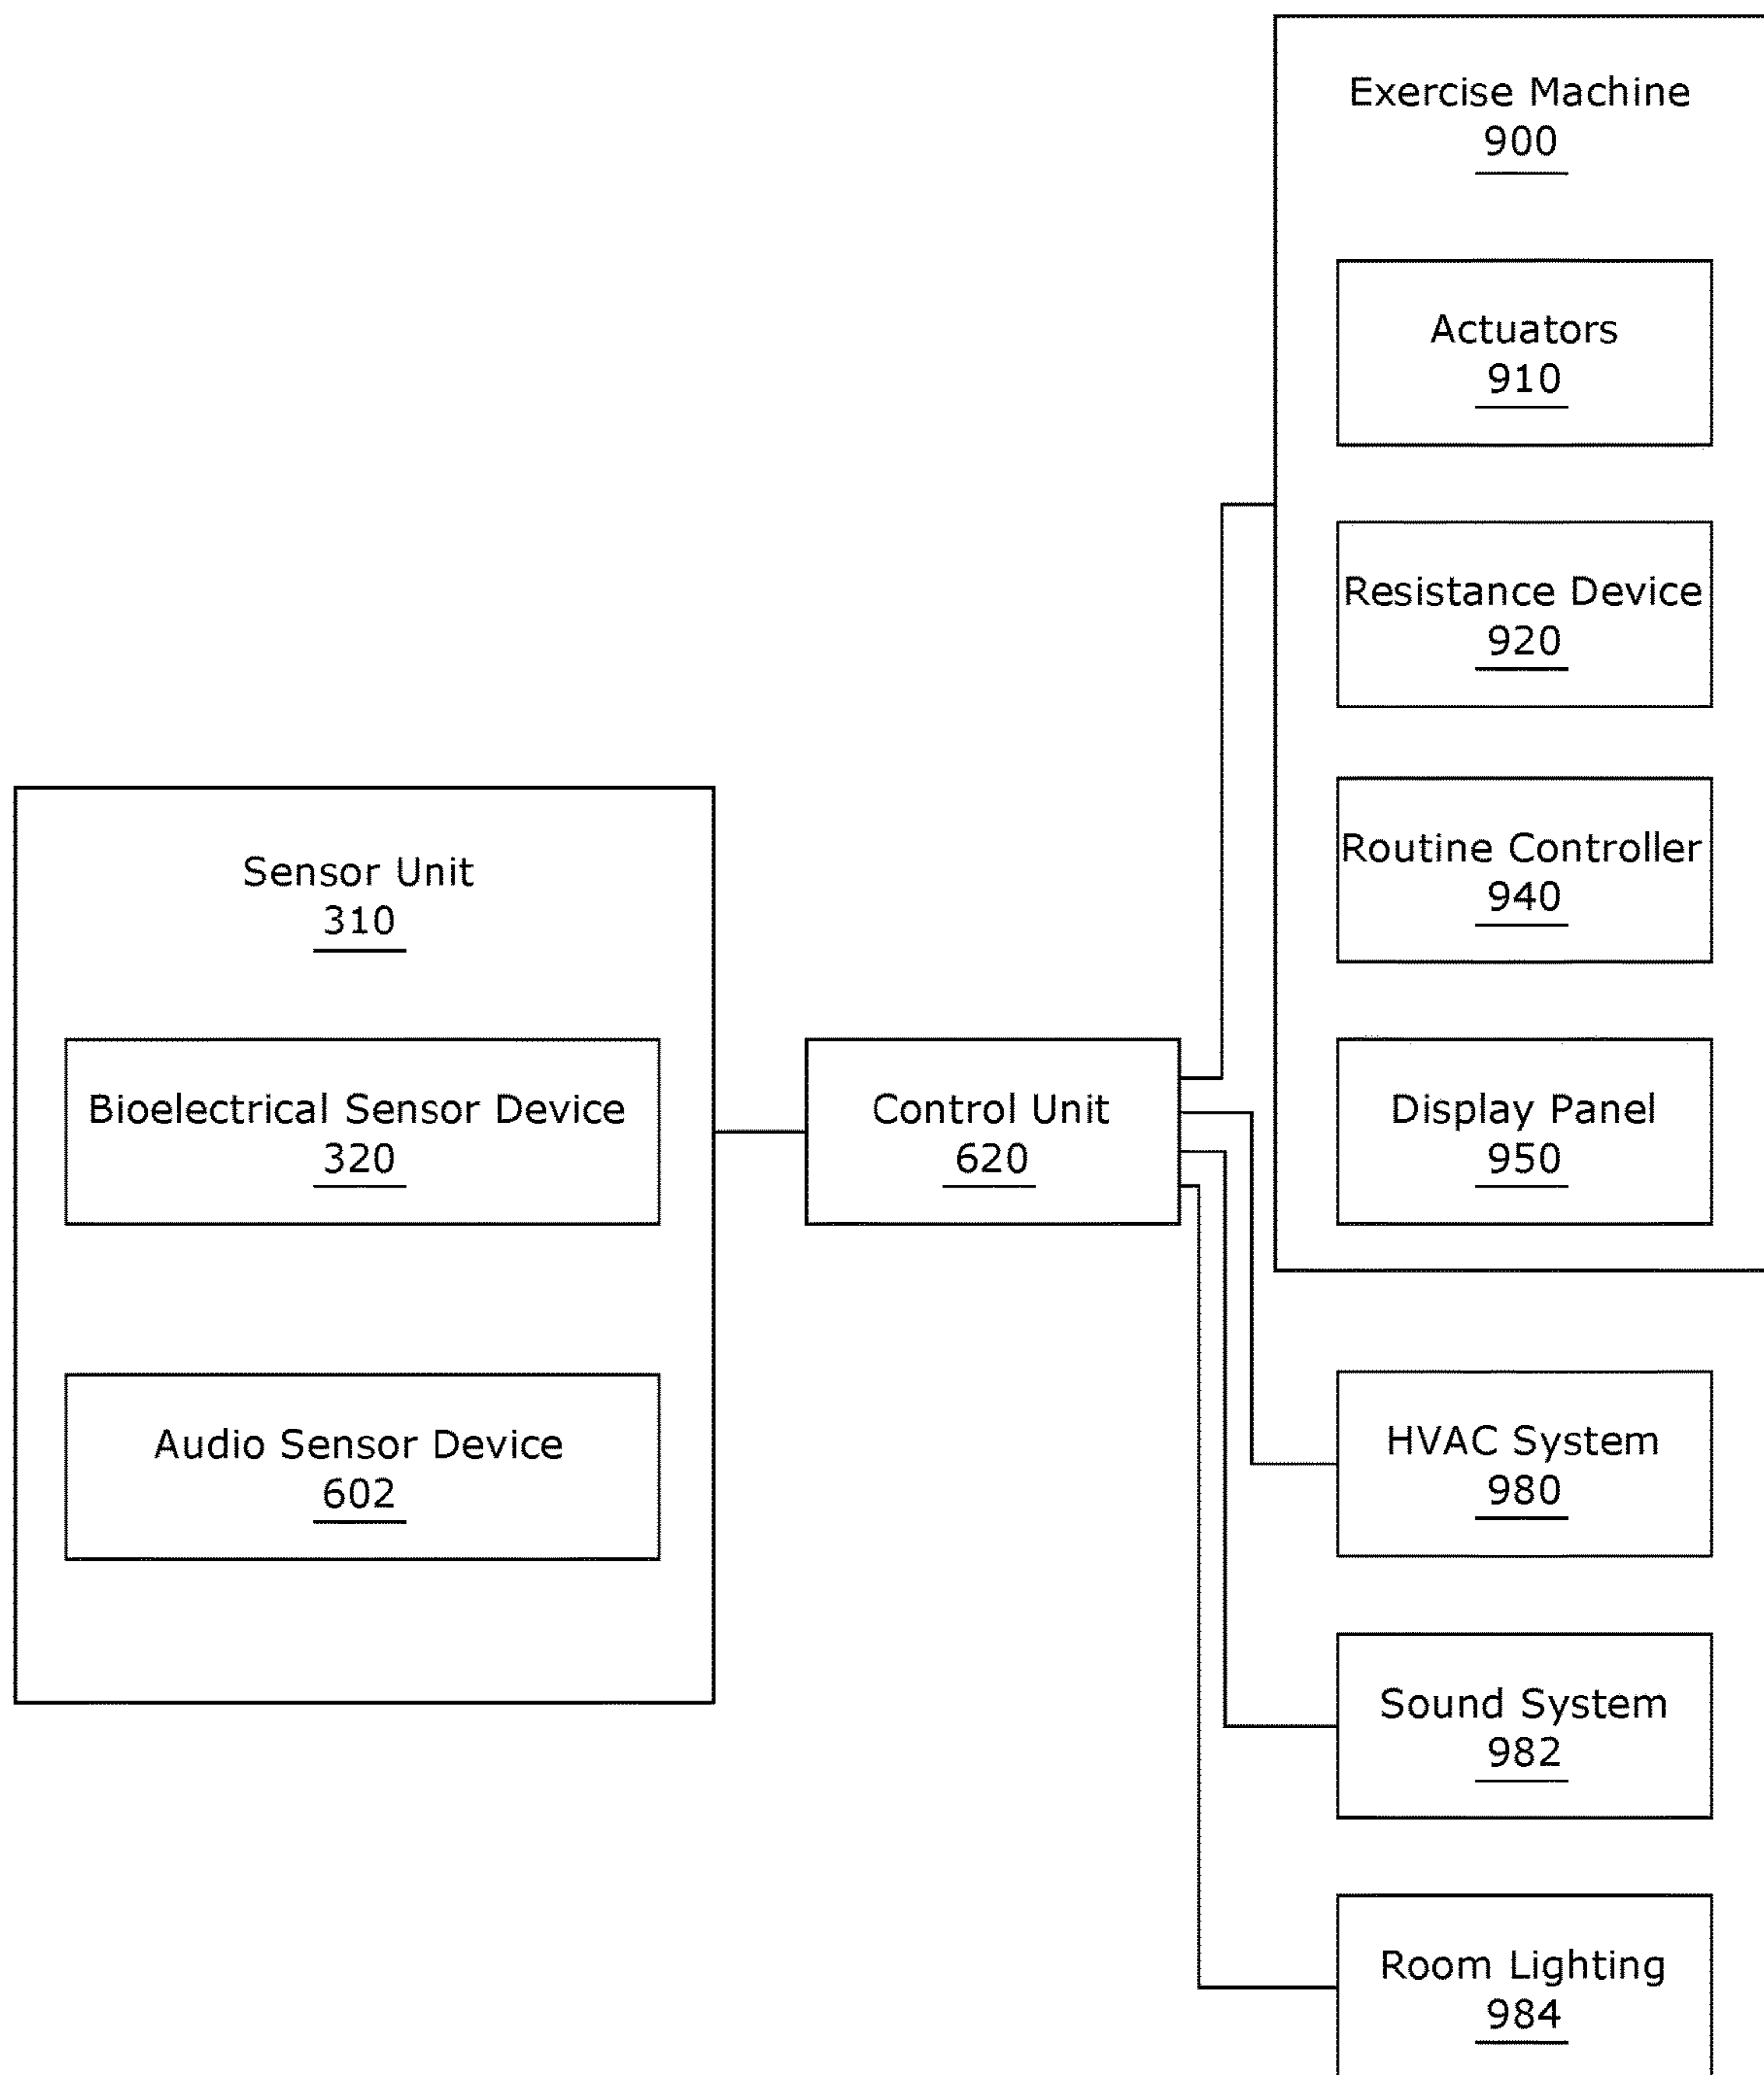 Exercise Machine
900
Actuators
910
Resistance Device
920
Routine Controller
940
Display Panel
950
Sensor Unit
310
Bioelectrical Sensor Device
320
Audio Sensor Device
602
Control Unit
620
HVAC System
980
Sound System
982
Room Lighting
984